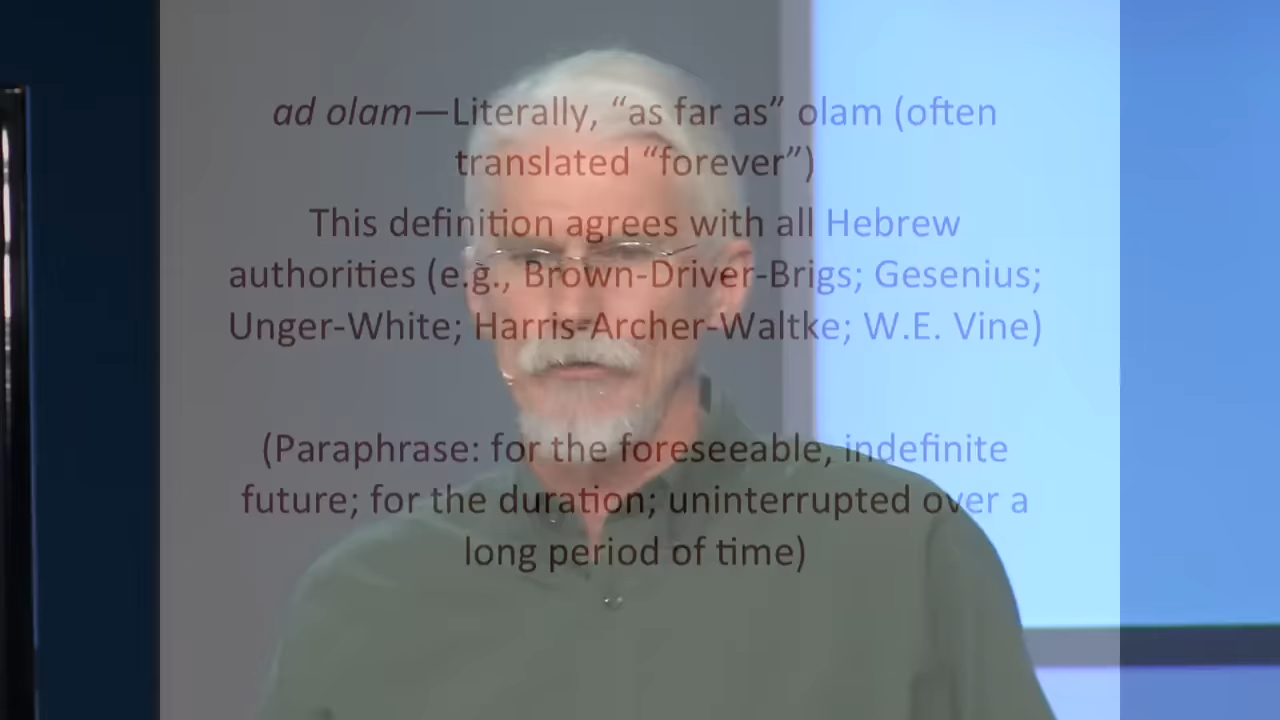 ad olam—Literally, “as far as” olam (often
translated “forever”)
This definition agrees with all Hebrew
authorities (e.g., Brown-Driver-Brigs; Gesenius;
Unger-White; Harris-Archer-Waltke; W.E. Vine)
(Paraphrase: for the foreseeable, indefinite
future; for the duration; uninterrupted over a
long period of time)